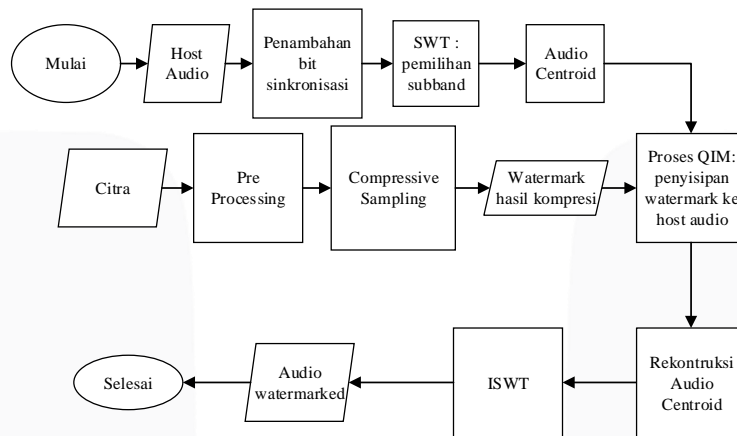 Mulai
Host
Audio
Penambahan
bit
sinkronisasi
SWT :
pemilihan
subband
Audio
Centroid
Citra
Pre
Processing
Compressive
Sampling
Watermark
hasil kompresi
Proses QIM:
penyisipan
watermark ke
host audio
Rekontruksi
Audio
Centroid
ISWT
Audio
watermarked
Selesai